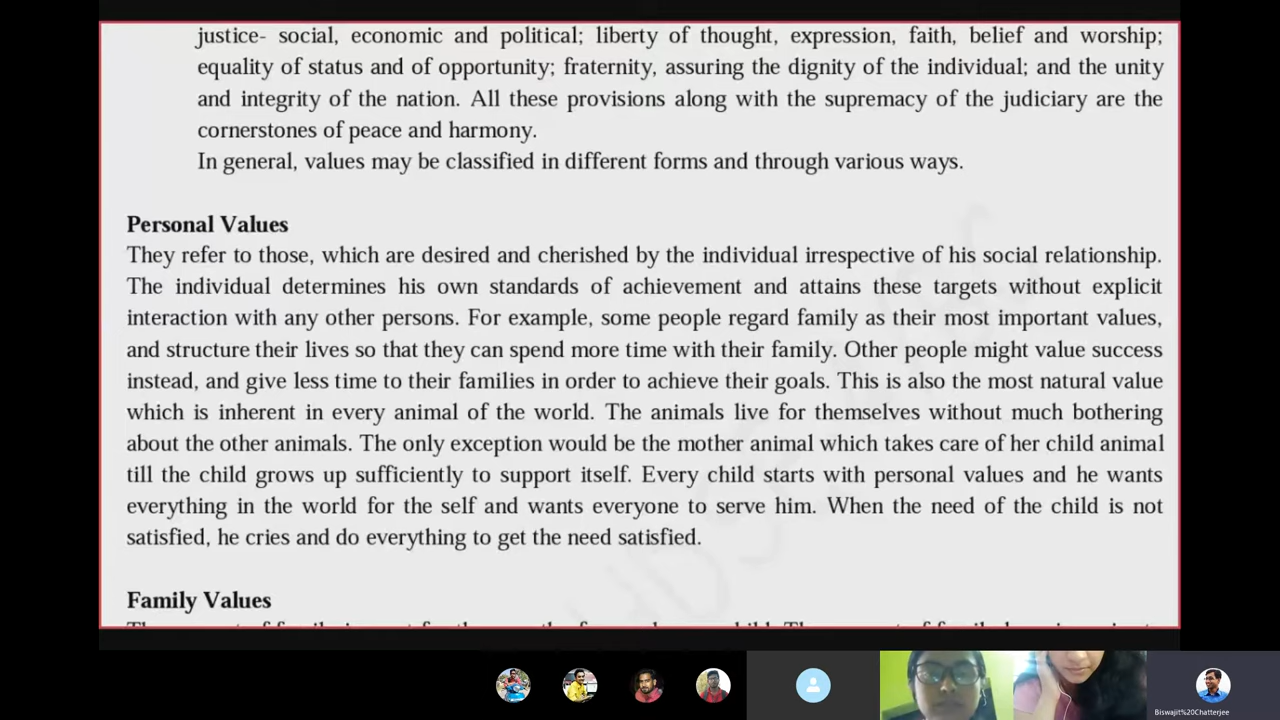 justice- social, economic and political; liberty of thought, expression, faith, belief and worship;
equality of status and of opportunity; fraternity, assuring the dignity of the individual; and the unity
and integrity of the nation. All these provisions along with the supremacy of the judiciary are the
cornerstones of peace and harmony.
In general, values may be classified in different forms and through various ways.
Personal Values
They refer to those, which are desired and cherished by the individual irrespective of his social relationship.
The individual determines his own standards of achievement and attains these targets without explicit
interaction with any other persons. For example, some people regard family as their most important values,
and structure their lives so that they can spend more time with their family. Other people might value success
instead, and give less time to their families in order to achieve their goals. This is also the most natural value
which is inherent in every animal of the world. The animals live for themselves without much bothering
about the other animals. The only exception would be the mother animal which takes care of her child animal
till the child grows up sufficiently to support itself. Every child starts with personal values and he wants
everything in the world for the self and wants everyone to serve him. When the need of the child is not
satisfied, he cries and do everything to get the need satisfied.
Family Values
Biswajit%20Chatterjee